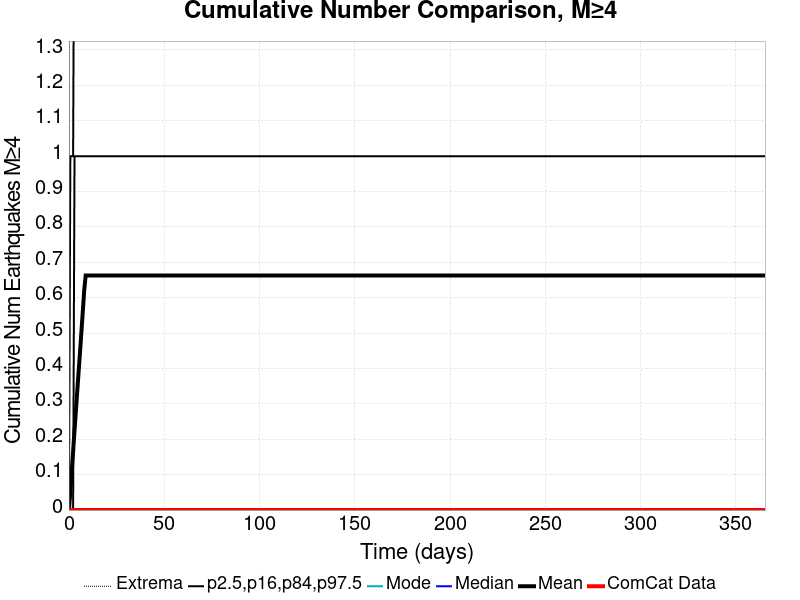 Cumulative Number Comparison, M≥4
Cumulative Num Earthquakes M≥4
1.3
1.2
1.1
1
0.9
0.8
0.7
0.6
0.5
0.4
0.3
0.2
0.1
0
0 50 100 150 200 250 300 350
Time (days)
Extrema p2.5,p16,p84,p97.5 Mode Median Mean ComCat Data